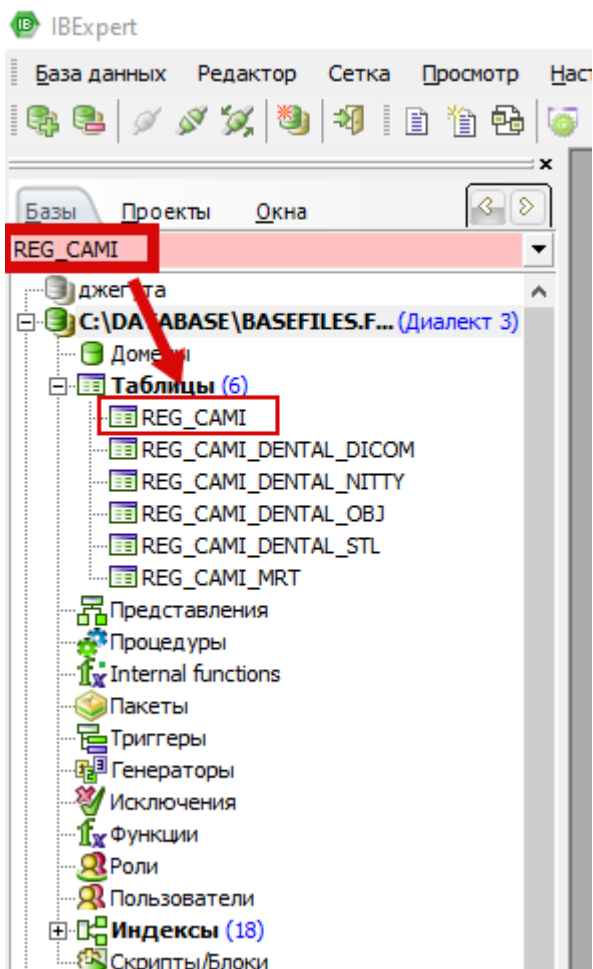 IBExpert
База данных Редактор Сетка Просмотр Наст
Базы Проекты Окна
REG_CAMI
C:\DATABASE\BASEFILES.F... (Диалект 3)
Таблицы (6)
REG_CAMI
REG_CAMI_DENTAL_DICOM
REG_CAMI_DENTAL_NITTY
REG_CAMI_DENTAL_OBJ
REG_CAMI_DENTAL_STL
REG_CAMI_MRT
Представления
Процедуры
Internal functions
Пакеты
Триггеры
Генераторы
Исключения
Функции
Роли
Пользователи
Индексы (18)
Скрипты/Блоки